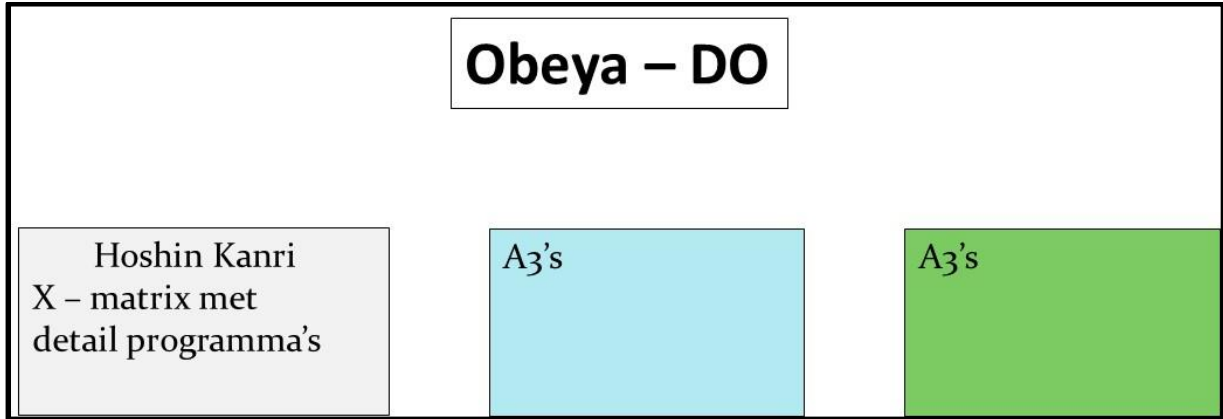 Obeya – DO
Hoshin Kanri
X – matrix met
detail programma’s
A3’s
A3’s